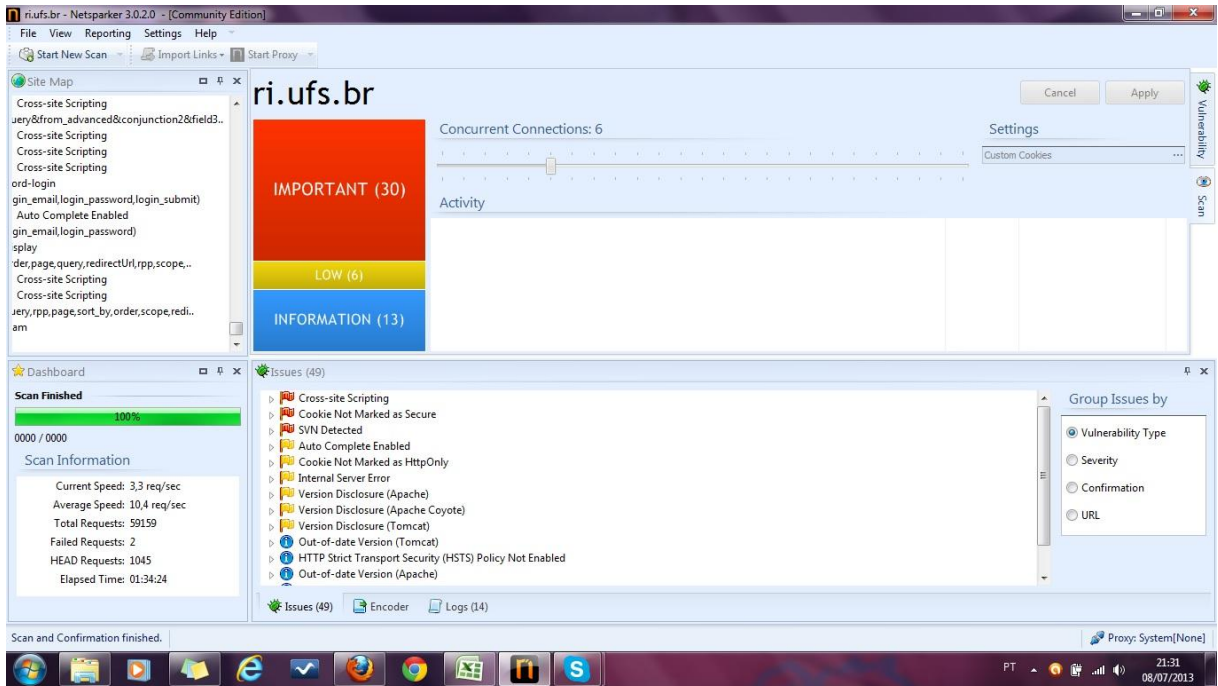 ri.ufs.br - Netsparker 3.0.2.0 - [Community Edition]
File View Reporting Settings Help
Start New Scan Import Links Start Proxy
Site Map
Cross-site Scripting
uery&from_advanced&conjunction2&field3..
Cross-site Scripting
Cross-site Scripting
Cross-site Scripting
ord-login
gin_email,login_password,login_submit)
Auto Complete Enabled
gin_email,login_password)
splay
der,page,query,redirectUrl,rpp,scope,..
Cross-site Scripting
Cross-site Scripting
uery,rpp,page,sort_by,order,scope,redi..
am
ri.ufs.br
Cancel Apply
IMPORTANT (30)
LOW (6)
INFORMATION (13)
Concurrent Connections: 6
Activity
Settings
Custom Cookies ...
Vulnerability
Scan
Dashboard
Scan Finished
100%
0000 / 0000
Scan Information
Current Speed: 3,3 req/sec
Average Speed: 10,4 req/sec
Total Requests: 59159
Failed Requests: 2
HEAD Requests: 1045
Elapsed Time: 01:34:24
Issues (49)
Cross-site Scripting
Cookie Not Marked as Secure
SVN Detected
Auto Complete Enabled
Cookie Not Marked as HttpOnly
Internal Server Error
Version Disclosure (Apache)
Version Disclosure (Apache Coyote)
Version Disclosure (Tomcat)
Out-of-date Version (Tomcat)
HTTP Strict Transport Security (HSTS) Policy Not Enabled
Out-of-date Version (Apache)
Group Issues by
Vulnerability Type
Severity
Confirmation
URL
Issues (49) Encoder Logs (14)
Scan and Confirmation finished.
Proxy: System[None]
PT
21:31
08/07/2013